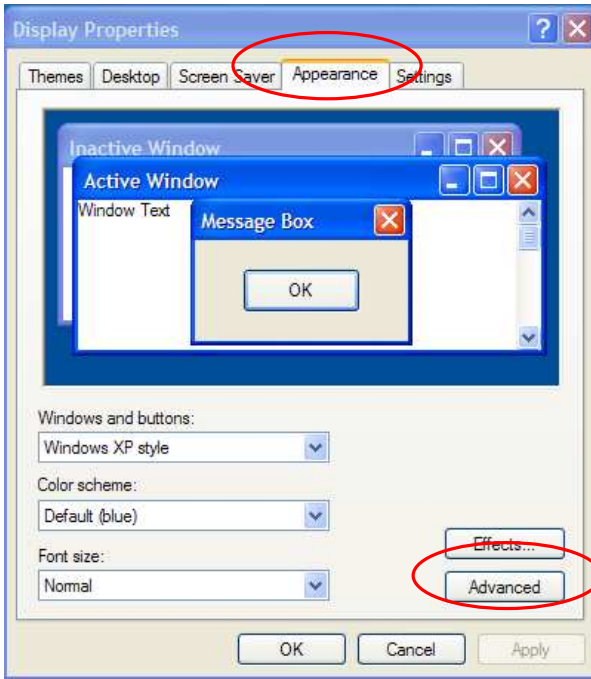 Display Properties
Themes Desktop Screen Saver Appearance Settings
Inactive Window
Active Window
Window Text
Message Box
OK
Windows and buttons:
Windows XP style
Color scheme:
Default (blue)
Effects...
Font size:
Normal
Advanced
OK Cancel Apply